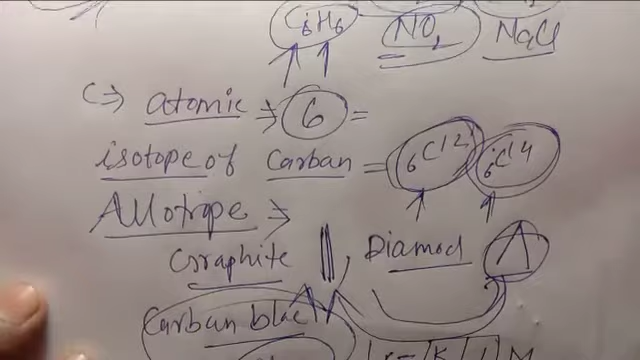 C₆H₆ NO₂ NaCl
C ⇒ atomic ⇒ 6 =
isotope of Carban = ₆C¹² ₆C¹⁴
Allotrope ⇒
Graphite , Diamod
Carban blac